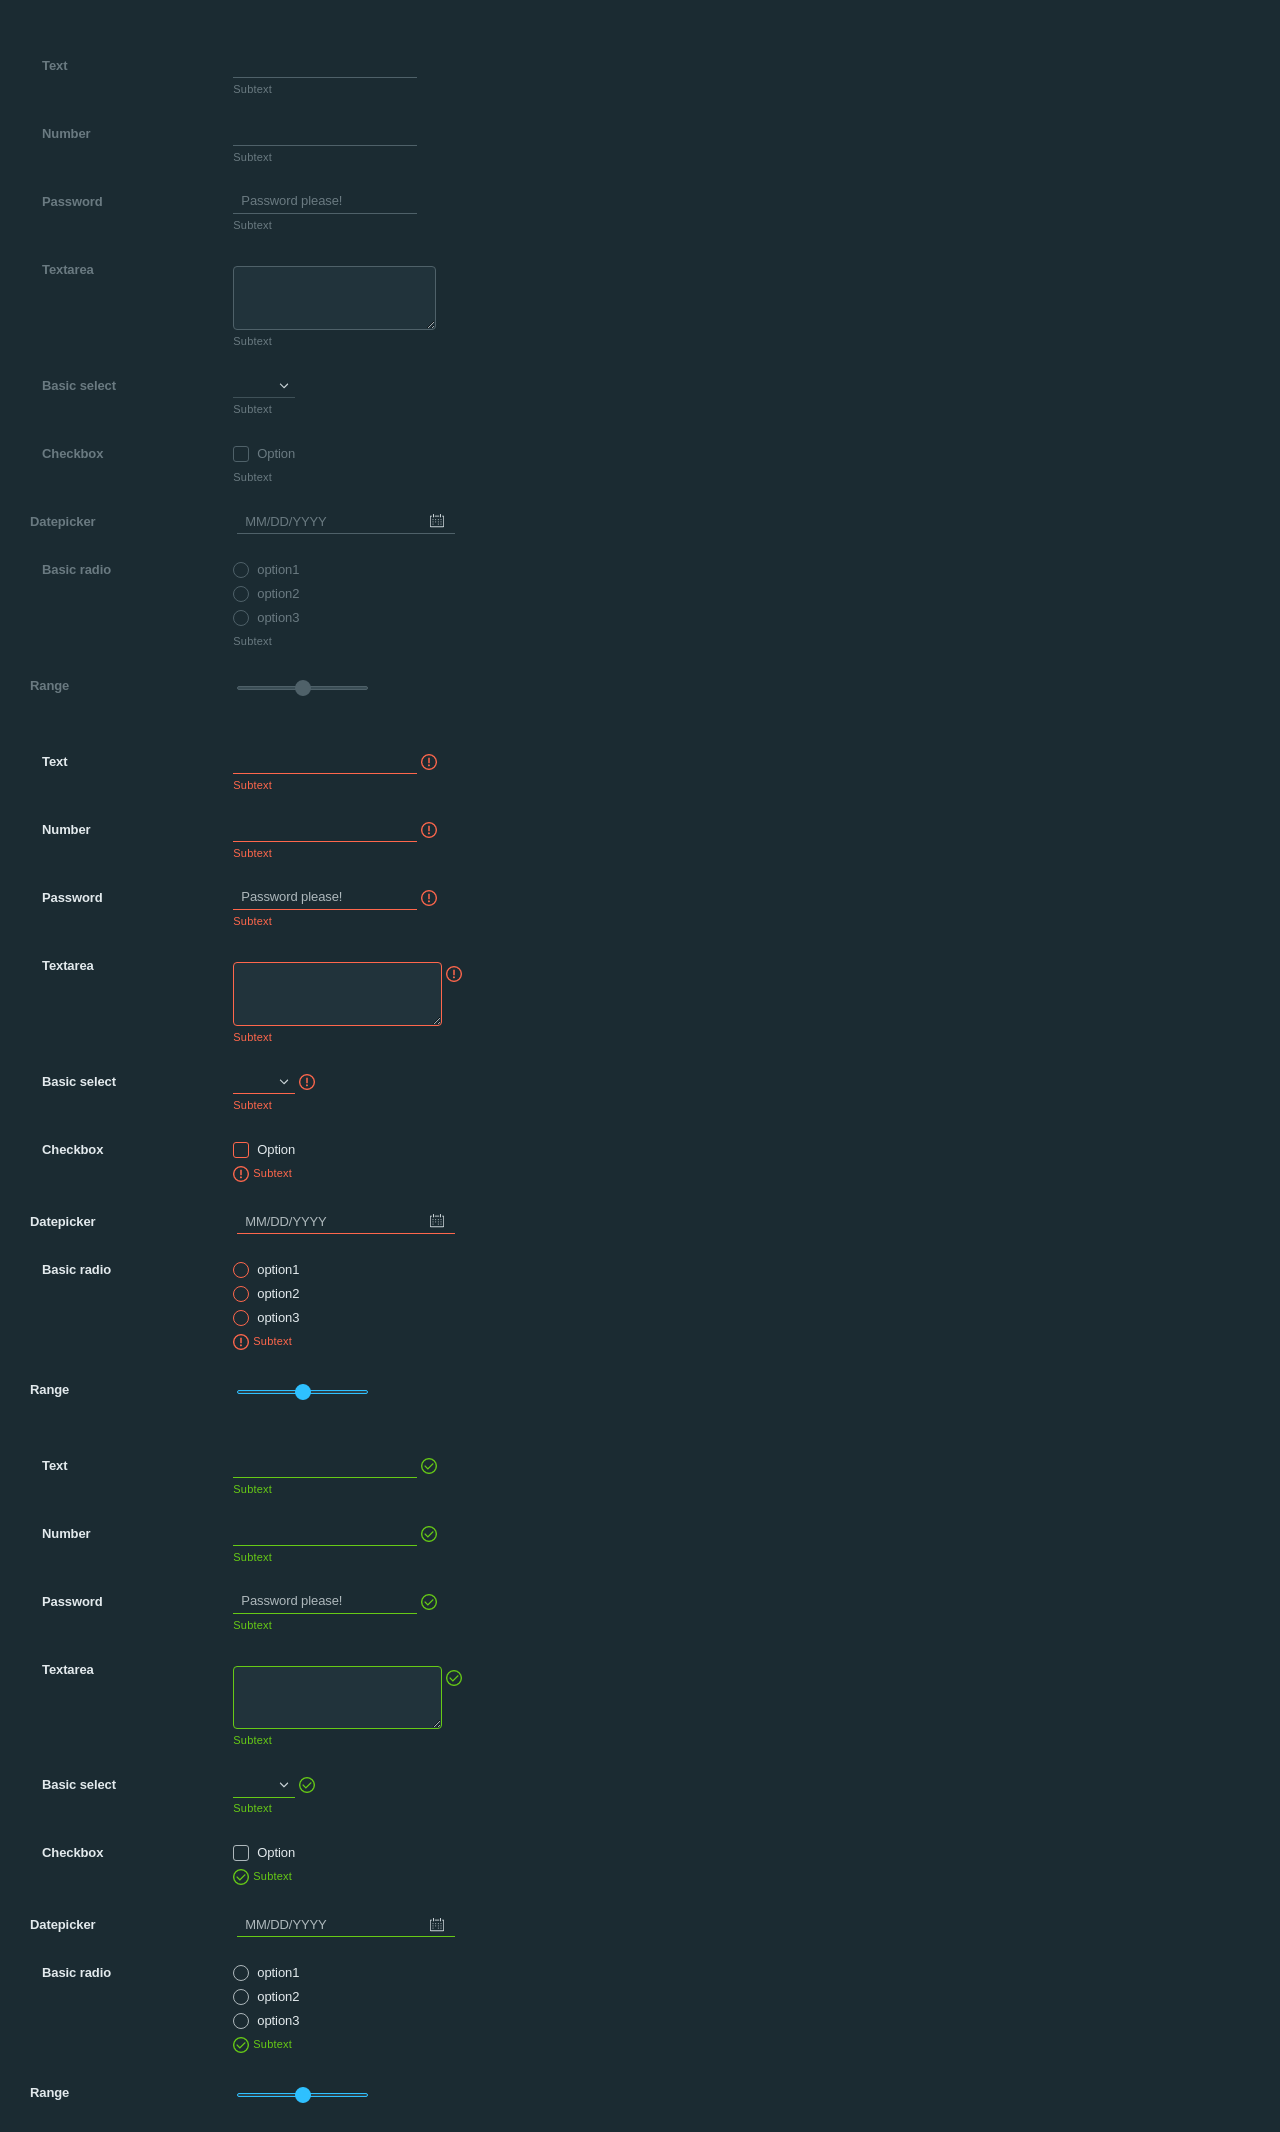 Text
Subtext
Number
Subtext
Password Password please!
Subtext
Textarea
Subtext
Basic select
Subtext
Checkbox Option
Subtext
Datepicker MM/DD/YYYY
Basic radio option1
option2
option3
Subtext
Range
Text
Subtext
Number
Subtext
Password Password please!
Subtext
Textarea
Subtext
Basic select
Subtext
Checkbox Option
Subtext
Datepicker MM/DD/YYYY
Basic radio option1
option2
option3
Subtext
Range
Text
Subtext
Number
Subtext
Password Password please!
Subtext
Textarea
Subtext
Basic select
Subtext
Checkbox Option
Subtext
Datepicker MM/DD/YYYY
Basic radio option1
option2
option3
Subtext
Range